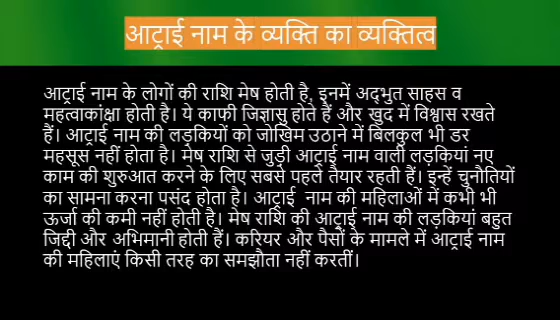 आट्राई नाम के व्यक्ति का व्यक्तित्व
आट्राई नाम के लोगों की राशि मेष होती है, इनमें अद्भुत साहस व
महत्वाकांक्षा होती है। ये काफी जिज्ञासु होते हैं और खुद में विश्वास रखते
हैं। आट्राई नाम की लड़कियों को जोखिम उठाने में बिलकुल भी डर
महसूस नहीं होता है। मेष राशि से जुड़ी आट्राई नाम वाली लड़कियां नए
काम की शुरुआत करने के लिए सबसे पहले तैयार रहती हैं। इन्हें चुनौतियों
का सामना करना पसंद होता है। आट्राई  नाम की महिलाओं में कभी भी
ऊर्जा की कमी नहीं होती है। मेष राशि की आट्राई नाम की लड़कियां बहुत
जिद्दी और अभिमानी होती हैं। करियर और पैसों के मामले में आट्राई नाम
की महिलाएं किसी तरह का समझौता नहीं करतीं।